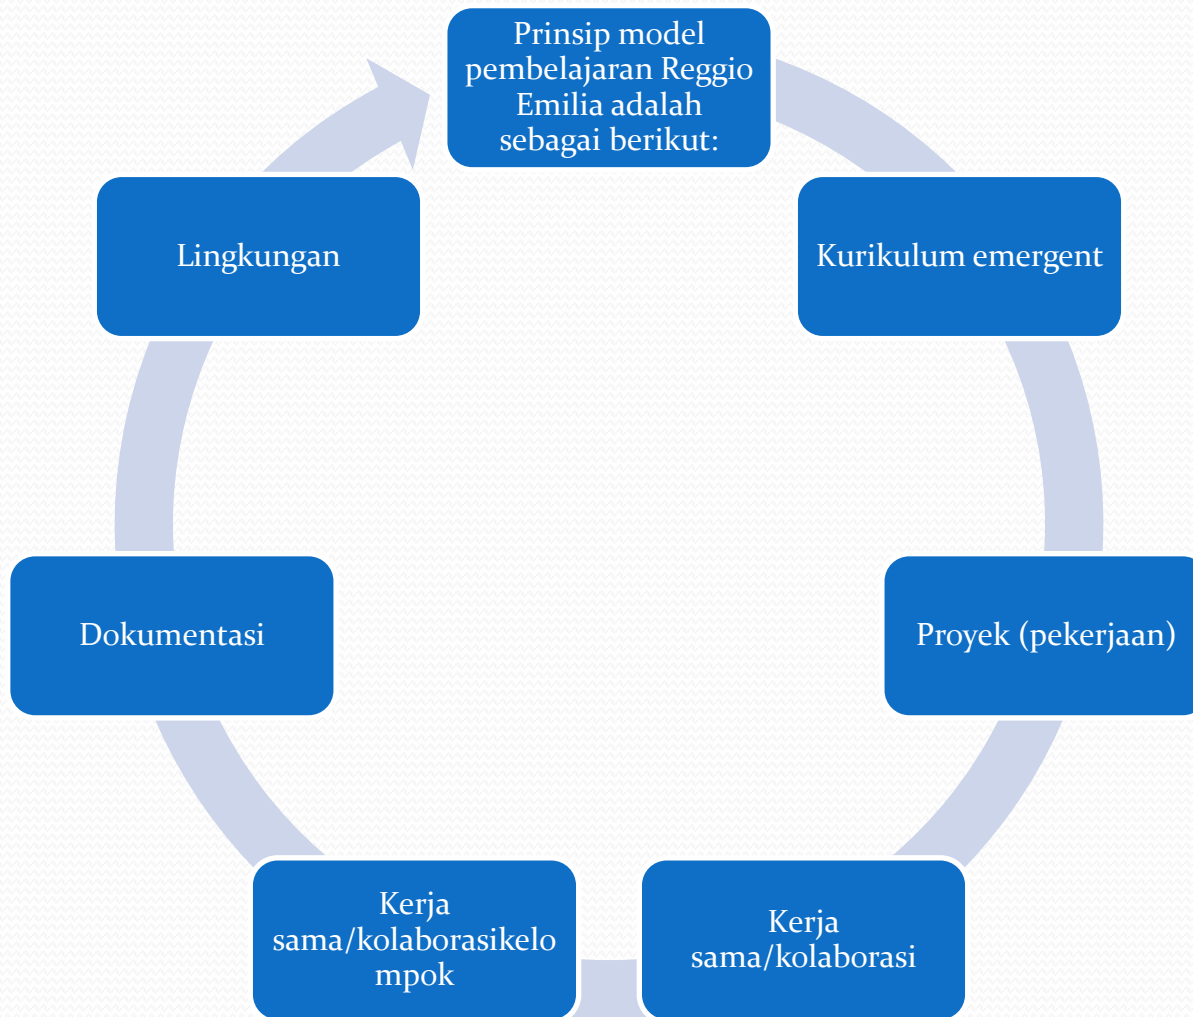 Prinsip model
pembelajaran Reggio
Emilia adalah
sebagai berikut:
Kurikulum emergent
Proyek (pekerjaan)
Kerja
sama/kolaborasi
Kerja
sama/kolaborasikelo
mpok
Dokumentasi
Lingkungan